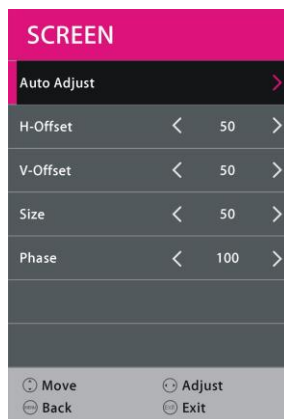 SCREEN
Auto Adjust
H-Offset 50
V-Offset 50
Size 50
Phase 100
Move Adjust
Back Exit